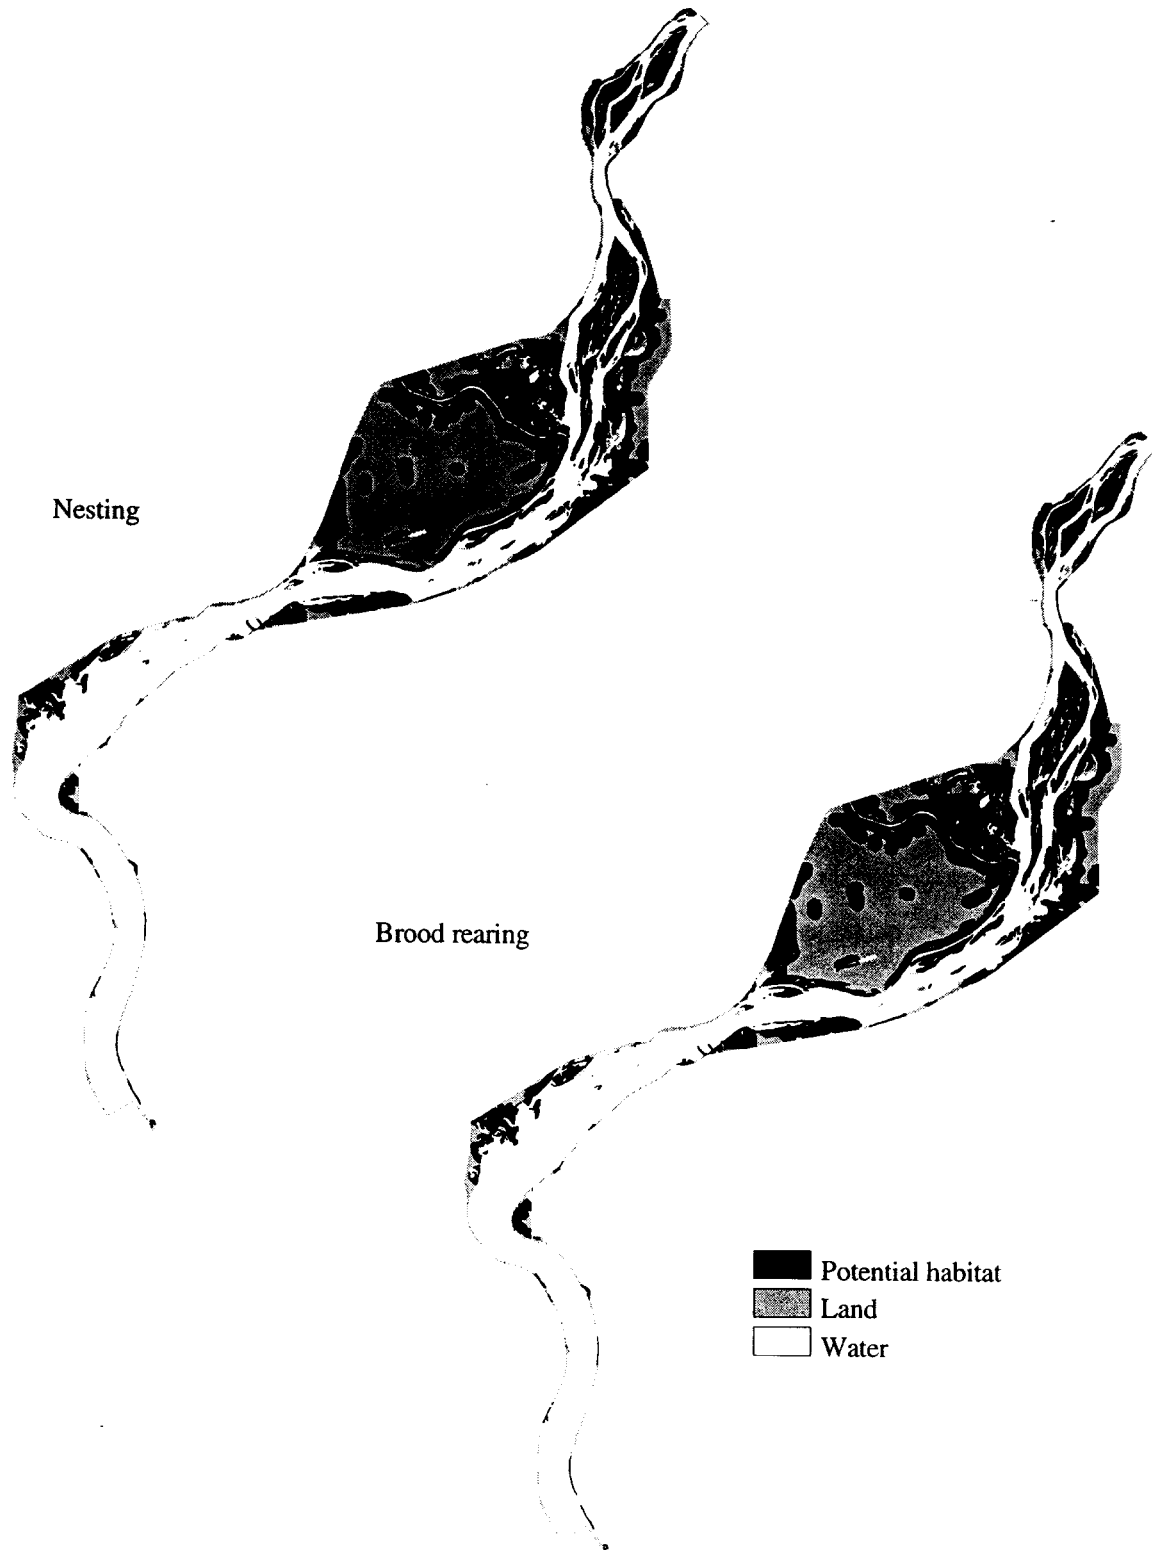 Nesting
Brood rearing
Potential habitat
Land
Water